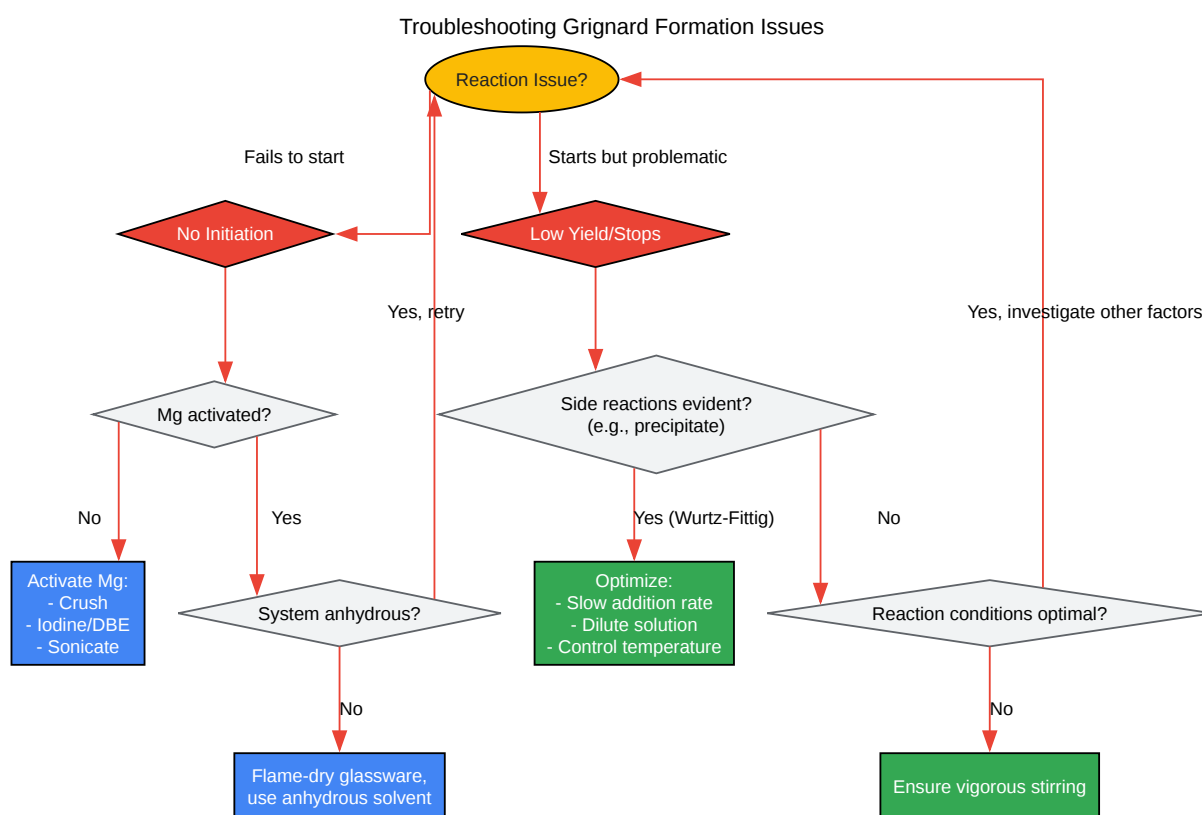 Troubleshooting Grignard Formation Issues
Reaction Issue?
Fails to start
Starts but problematic
No Initiation
Low Yield/Stops
Yes, retry
Yes, investigate other factors
Mg activated?
Side reactions evident?
(e.g., precipitate)
No
Yes
Yes (Wurtz-Fittig)
No
Activate Mg:
- Crush
- Iodine/DBE
- Sonicate
System anhydrous?
Optimize:
- Slow addition rate
- Dilute solution
- Control temperature
Reaction conditions optimal?
No
No
Flame-dry glassware,
use anhydrous solvent
Ensure vigorous stirring